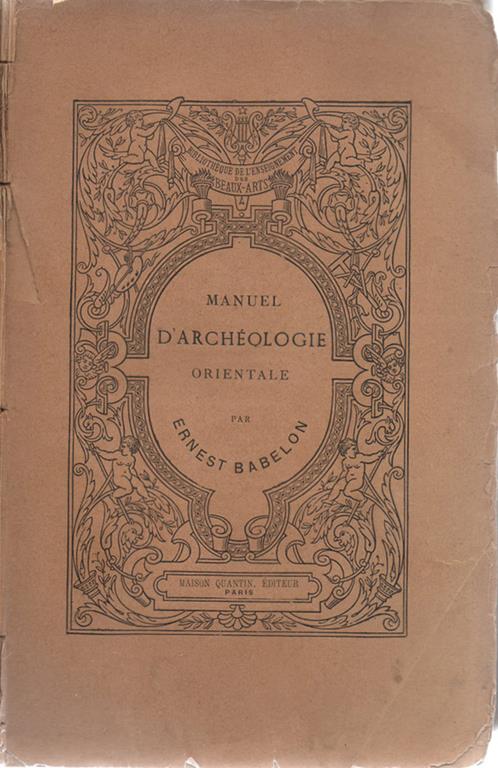 BIBLIOTHÈQUE DE L'ENSEIGNEMENT
DES
BEAUX-ARTS
MANUEL
D'ARCHÉOLOGIE
ORIENTALE
PAR
ERNEST BABELON
MAISON QUANTIN, ÉDITEUR
PARIS